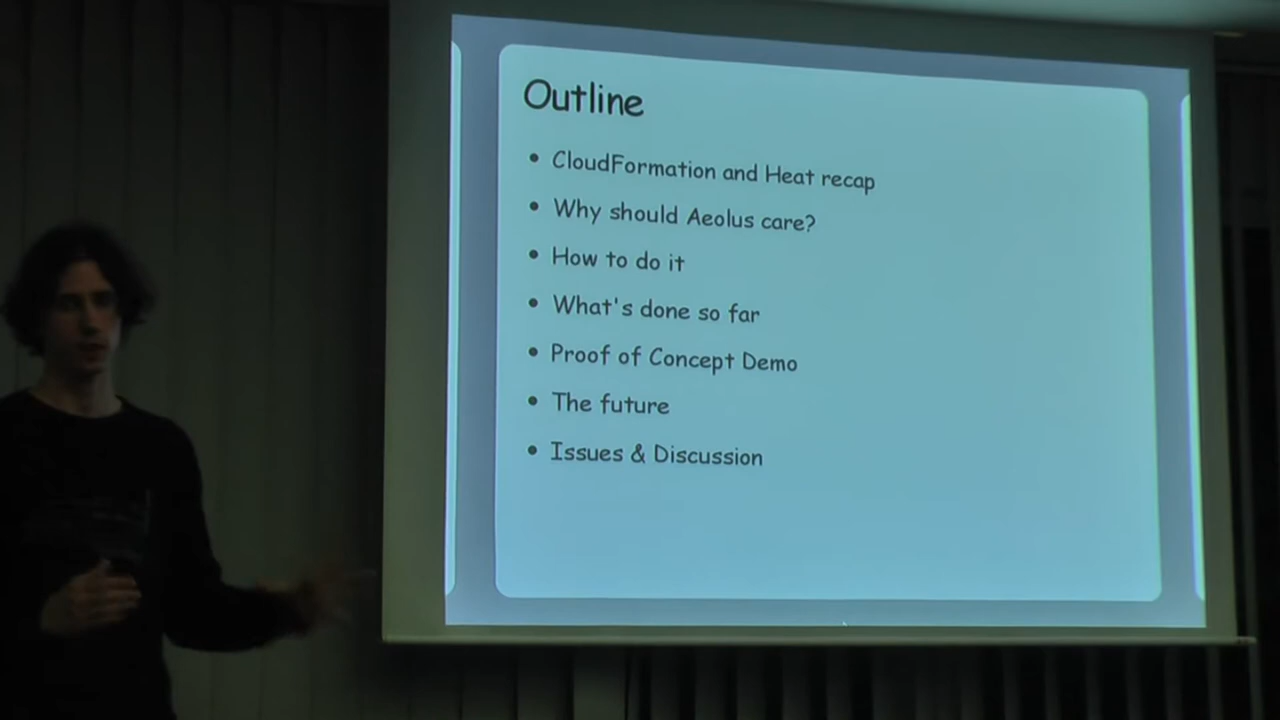 Outline
• CloudFormation and Heat recap
• Why should Aeolus care?
• How to do it
• What's done so far
• Proof of Concept Demo
• The future
• Issues & Discussion